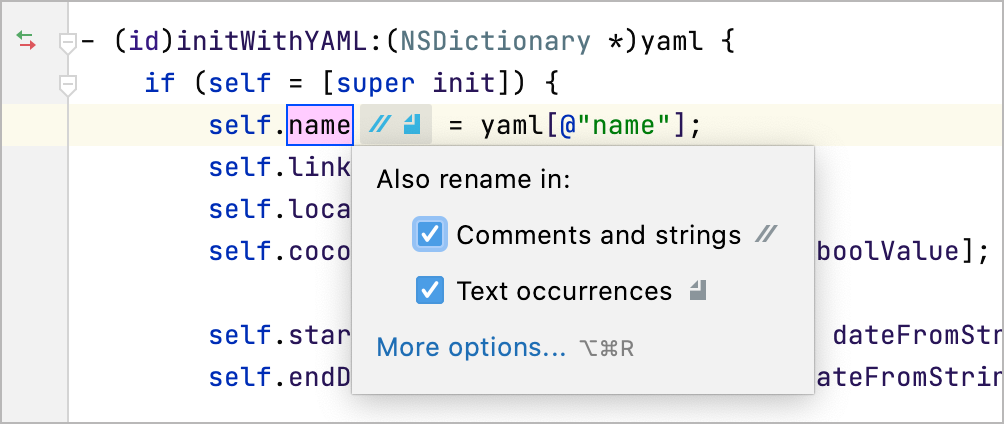 - (id)initWithYAML:(NSDictionary *)yaml {
if (self = [super init]) {
self.name // = yaml[@"name"];
self.link
self.loca
self.coco boolValue];
self.star dateFromStr
self.endD ateFromStrin
Also rename in:
Comments and strings //
Text occurrences
More options... ⌥⌘R